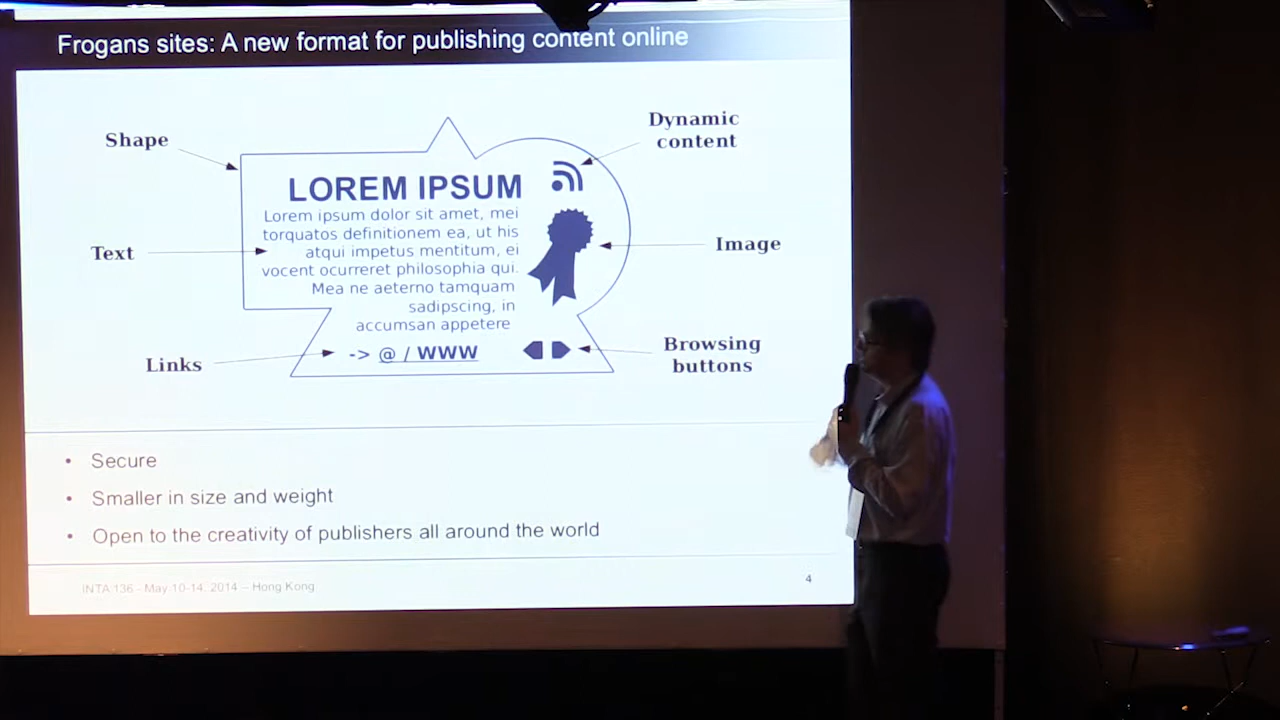 Frogans sites: A new format for publishing content online
Shape
Dynamic
content
LOREM IPSUM
Lorem ipsum dolor sit amet, mei
torquatos definitionem ea, ut his
atqui impetus mentitum, ei
vocent ocurreret philosophia qui.
Mea ne aeterno tamquam
sadipscing, in
accumsan appetere
Text
Image
Links
-> @ / WWW
Browsing
buttons
• Secure
• Smaller in size and weight
• Open to the creativity of publishers all around the world
INTA 136 - May 10-14, 2014 – Hong Kong
4